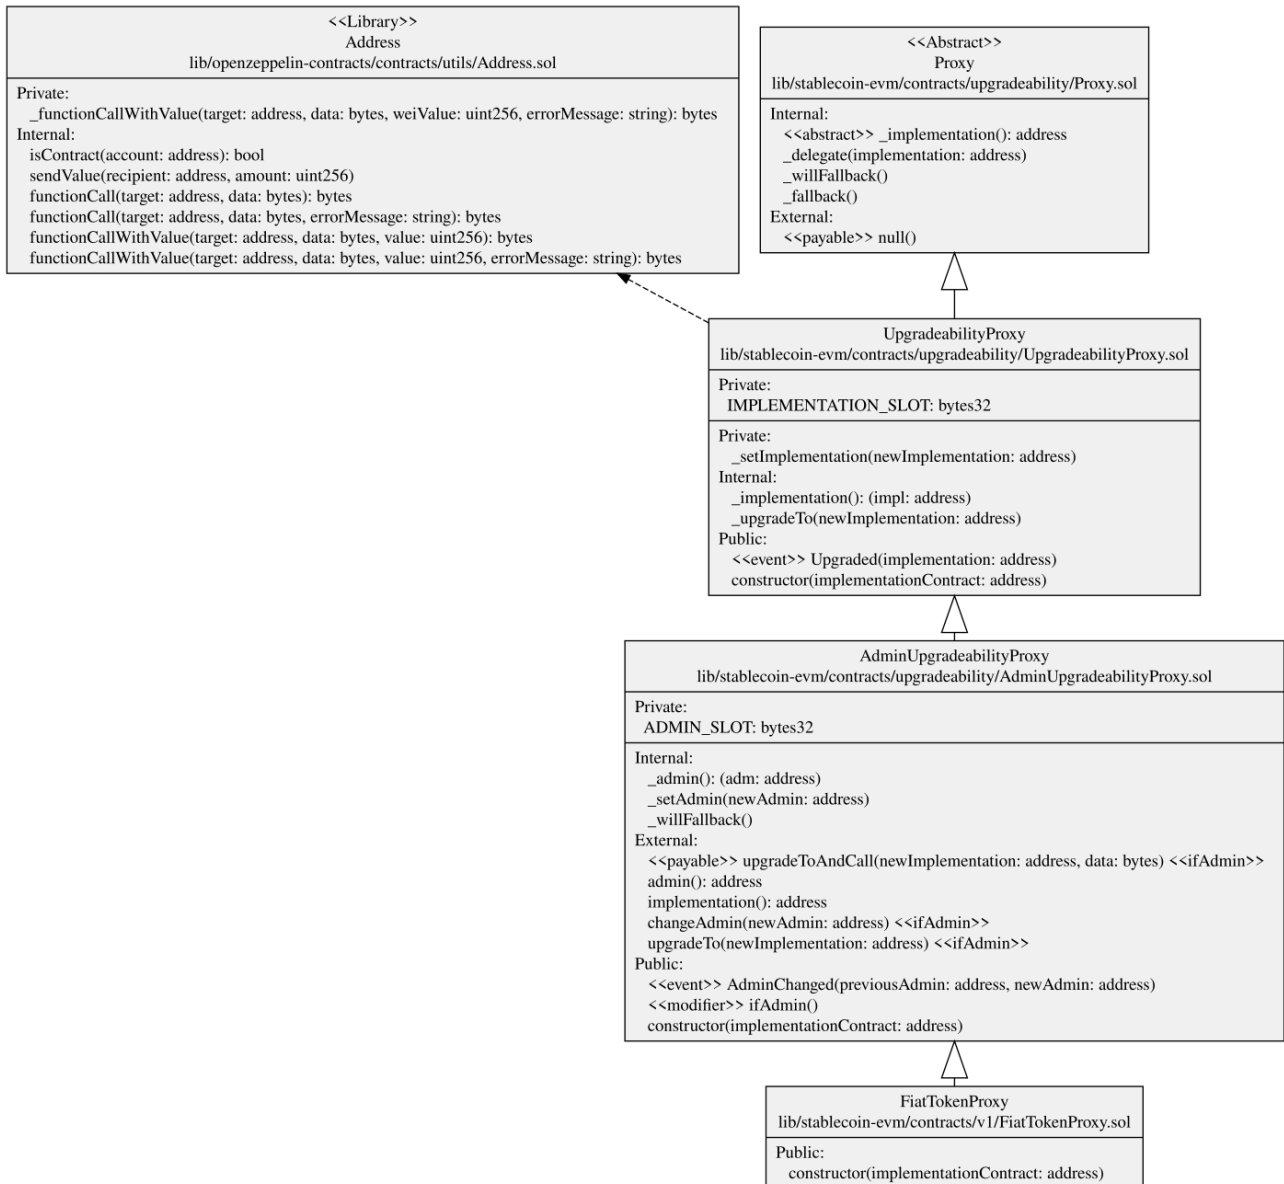 <<Library>>
Address
lib/openzeppelin-contracts/contracts/utils/Address.sol
Private:
_functionCallWithValue(target: address, data: bytes, weiValue: uint256, errorMessage: string): bytes
Internal:
isContract(account: address): bool
sendValue(recipient: address, amount: uint256)
functionCall(target: address, data: bytes): bytes
functionCall(target: address, data: bytes, errorMessage: string): bytes
functionCallWithValue(target: address, data: bytes, value: uint256): bytes
functionCallWithValue(target: address, data: bytes, value: uint256, errorMessage: string): bytes
<<Abstract>>
Proxy
lib/stablecoin-evm/contracts/upgradeability/Proxy.sol
Internal:
<<abstract>> _implementation(): address
_delegate(implementation: address)
_willFallback()
_fallback()
External:
<<payable>> null()
UpgradeabilityProxy
lib/stablecoin-evm/contracts/upgradeability/UpgradeabilityProxy.sol
Private:
IMPLEMENTATION_SLOT: bytes32
Private:
_setImplementation(newImplementation: address)
Internal:
_implementation(): (impl: address)
_upgradeTo(newImplementation: address)
Public:
<<event>> Upgraded(implementation: address)
constructor(implementationContract: address)
AdminUpgradeabilityProxy
lib/stablecoin-evm/contracts/upgradeability/AdminUpgradeabilityProxy.sol
Private:
ADMIN_SLOT: bytes32
Internal:
_admin(): (adm: address)
_setAdmin(newAdmin: address)
_willFallback()
External:
<<payable>> upgradeToAndCall(newImplementation: address, data: bytes) <<ifAdmin>>
admin(): address
implementation(): address
changeAdmin(newAdmin: address) <<ifAdmin>>
upgradeTo(newImplementation: address) <<ifAdmin>>
Public:
<<event>> AdminChanged(previousAdmin: address, newAdmin: address)
<<modifier>> ifAdmin()
constructor(implementationContract: address)
FiatTokenProxy
lib/stablecoin-evm/contracts/v1/FiatTokenProxy.sol
Public:
constructor(implementationContract: address)